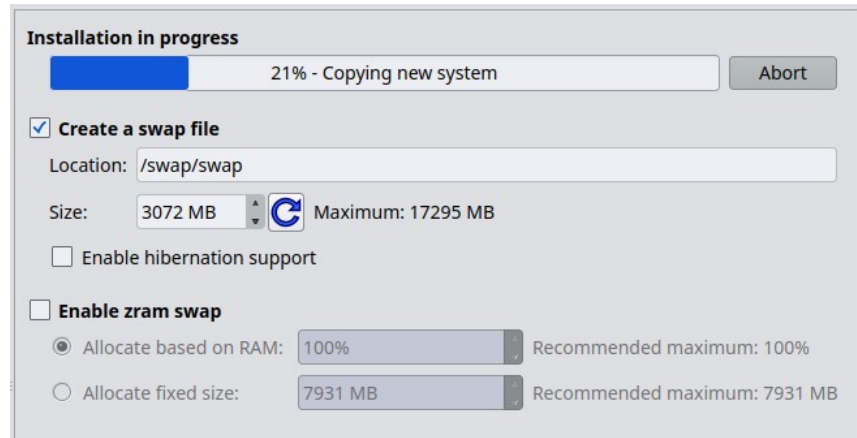 Installation in progress
21% - Copying new system Abort
Create a swap file
Location: /swap/swap
Size: 3072 MB Maximum: 17295 MB
Enable hibernation support
Enable zram swap
Allocate based on RAM: 100% Recommended maximum: 100%
Allocate fixed size: 7931 MB Recommended maximum: 7931 MB